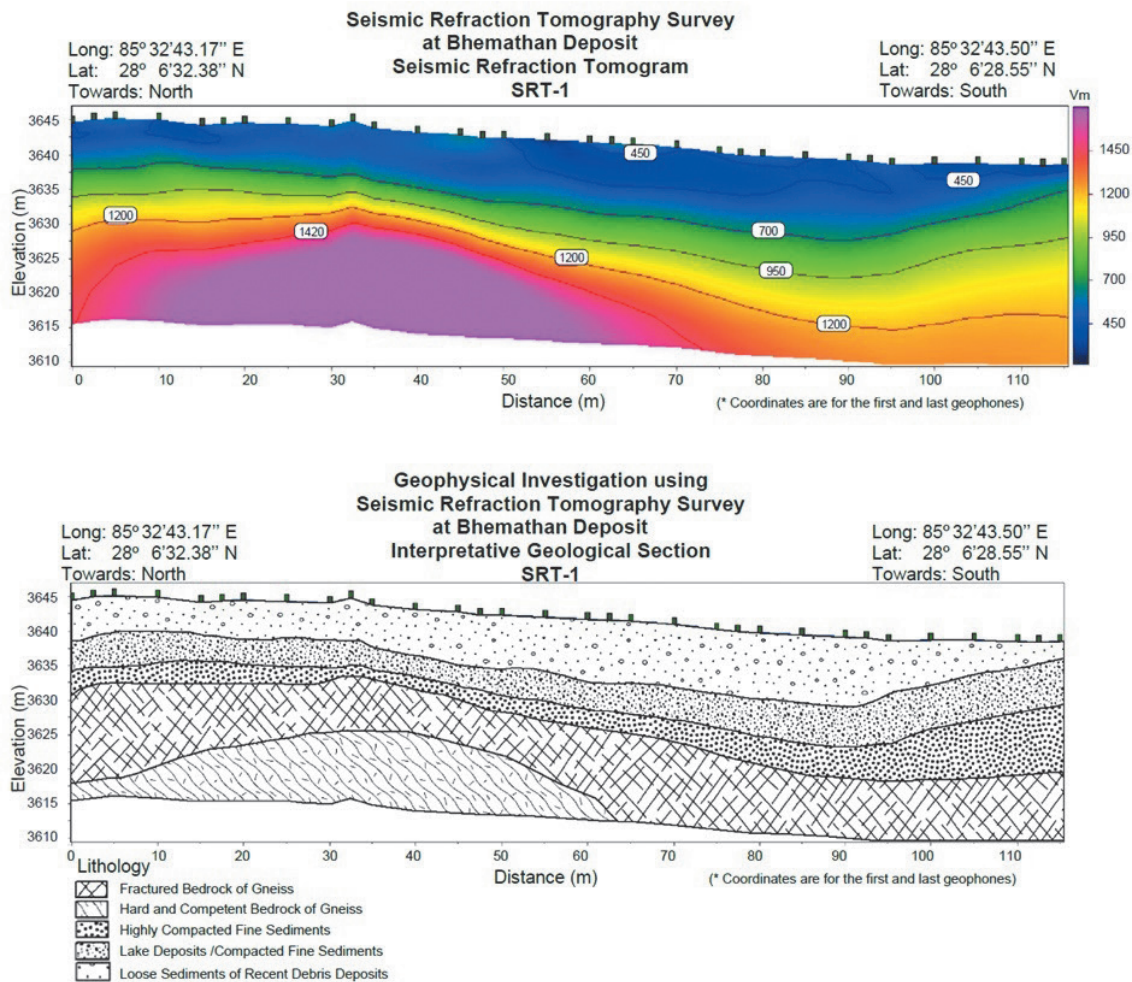 Seismic Refraction Tomography Survey
at Bhemathan Deposit
Seismic Refraction Tomogram
SRT-1
Long: 85º 32'43.17'' E
Lat: 28º 6'32.38'' N
Towards: North
Long: 85º 32'43.50'' E
Lat: 28º 6'28.55'' N
Towards: South
Vm
1450
1200
950
700
450
Elevation (m)
3645
3640
3635
3630
3625
3620
3615
3610
450
450
700
950
1200
1200
1420
1200
0 10 20 30 40 50 60 70 80 90 100 110
Distance (m)
(* Coordinates are for the first and last geophones)
Geophysical Investigation using
Seismic Refraction Tomography Survey
at Bhemathan Deposit
Interpretative Geological Section
SRT-1
Long: 85º 32'43.17'' E
Lat: 28º 6'32.38'' N
Towards: North
Long: 85º 32'43.50'' E
Lat: 28º 6'28.55'' N
Towards: South
Elevation (m)
3645
3640
3635
3630
3625
3620
3615
3610
0 10 20 30 40 50 60 70 80 90 100 110
Distance (m)
(* Coordinates are for the first and last geophones)
Lithology
Fractured Bedrock of Gneiss
Hard and Competent Bedrock of Gneiss
Highly Compacted Fine Sediments
Lake Deposits /Compacted Fine Sediments
Loose Sediments of Recent Debris Deposits